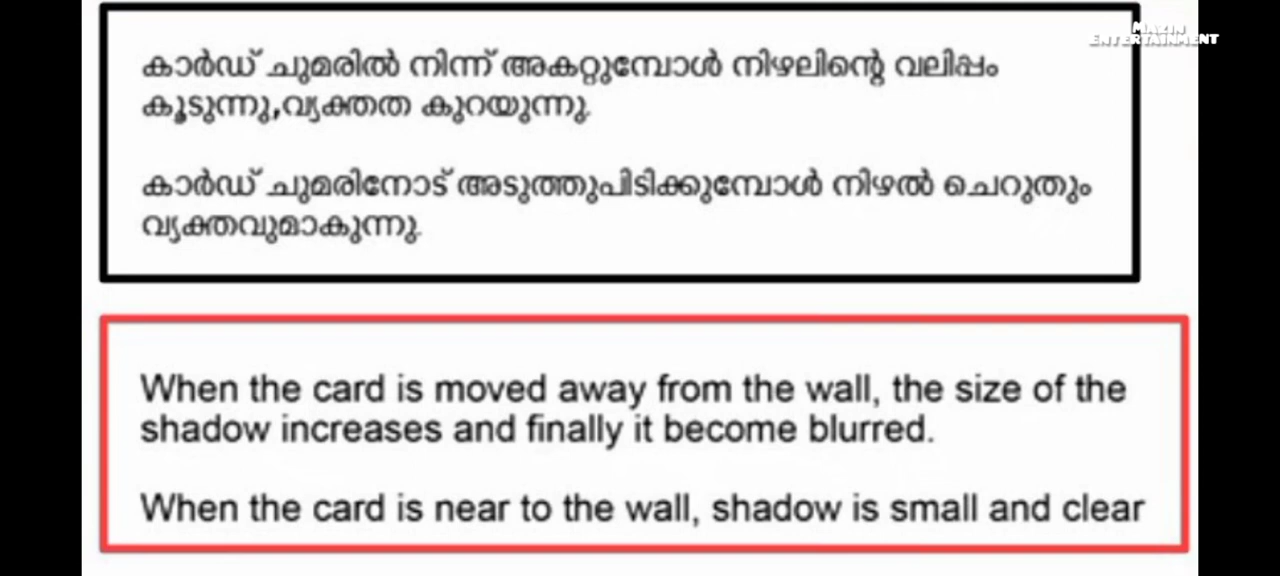 MAZIN
ENTERTAINMENT
കാർഡ് ചുമരിൽ നിന്ന് അകറ്റുമ്പോൾ നിഴലിന്റെ വലിപ്പം
കൂടുന്നു,വ്യക്തത കുറയുന്നു.
കാർഡ് ചുമരിനോട് അടുത്തുപിടിക്കുമ്പോൾ നിഴൽ ചെറുതും
വ്യക്തവുമാകുന്നു.
When the card is moved away from the wall, the size of the
shadow increases and finally it become blurred.
When the card is near to the wall, shadow is small and clear